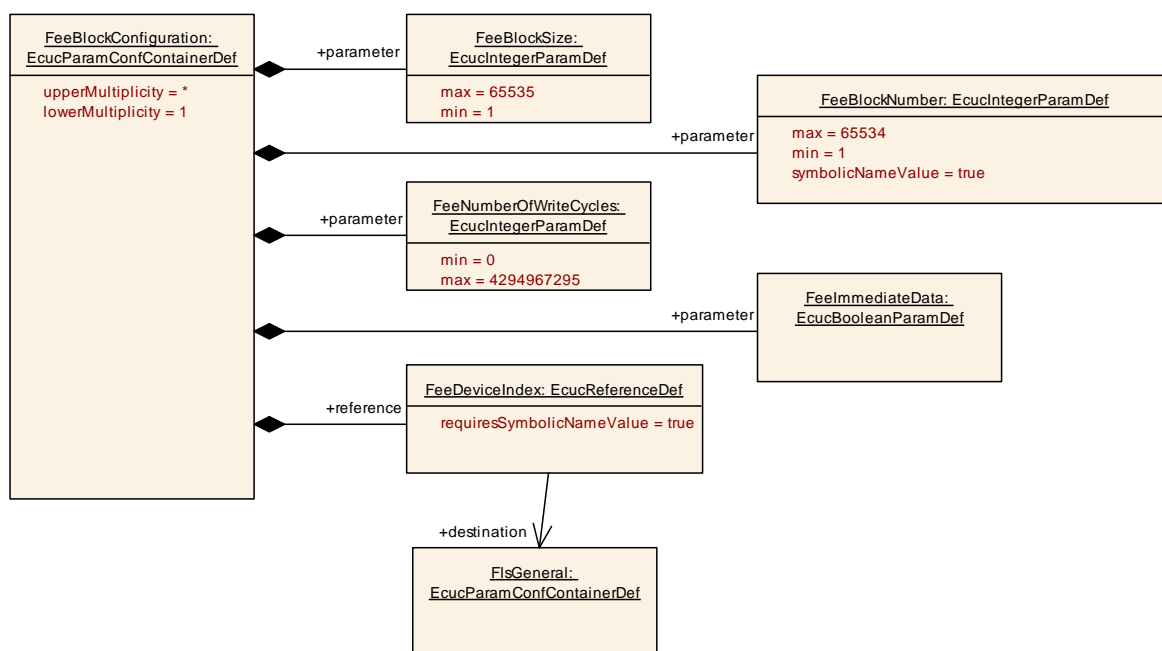 FeeBlockConfiguration:
EcucParamConfContainerDef
upperMultiplicity = *
lowerMultiplicity = 1
+parameter
FeeBlockSize:
EcucIntegerParamDef
max = 65535
min = 1
+parameter
FeeBlockNumber: EcucIntegerParamDef
max = 65534
min = 1
symbolicNameValue = true
+parameter
FeeNumberOfWriteCycles:
EcucIntegerParamDef
min = 0
max = 4294967295
+parameter
FeeImmediateData:
EcucBooleanParamDef
+reference
FeeDeviceIndex: EcucReferenceDef
requiresSymbolicNameValue = true
+destination
FlsGeneral:
EcucParamConfContainerDef